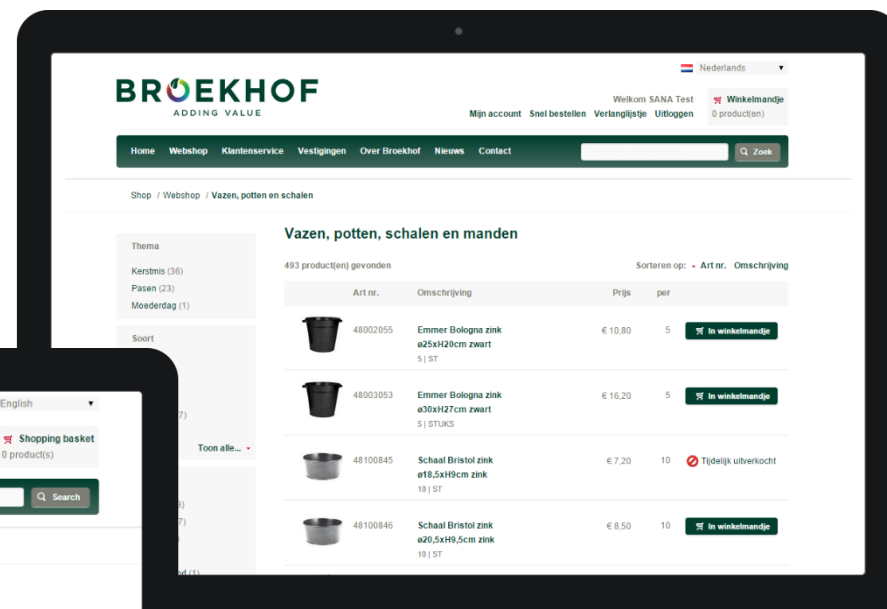 Nederlands
BROEKHOF
ADDING VALUE
Welkom SANA Test
Winkelmandje
Mijn account Snel bestellen Verlanglijstje Uitloggen
0 product(en)
Home Webshop Klantenservice Vestigingen Over Broekhof Nieuws Contact
Zoek
Shop / Webshop / Vazen, potten en schalen
Thema
Kerstmis (36)
Pasen (23)
Moederdag (1)
Soort
Toon alle...
Vazen, potten, schalen en manden
493 product(en) gevonden
Sorteren op: Art nr. Omschrijving
Art nr. Omschrijving Prijs per
48002055 Emmer Bologna zink € 10,80 5 In winkelmandje
ø25xH20cm zwart
5 | ST
48003053 Emmer Bologna zink € 16,20 5 In winkelmandje
ø30xH27cm zwart
5 | STUKS
48100845 Schaal Bristol zink € 7,20 10 Tijdelijk uitverkocht
ø18,5xH9cm zink
10 | ST
48100846 Schaal Bristol zink € 8,50 10 In winkelmandje
ø20,5xH9,5cm zink
10 | ST
English
Shopping basket
0 product(s)
Search